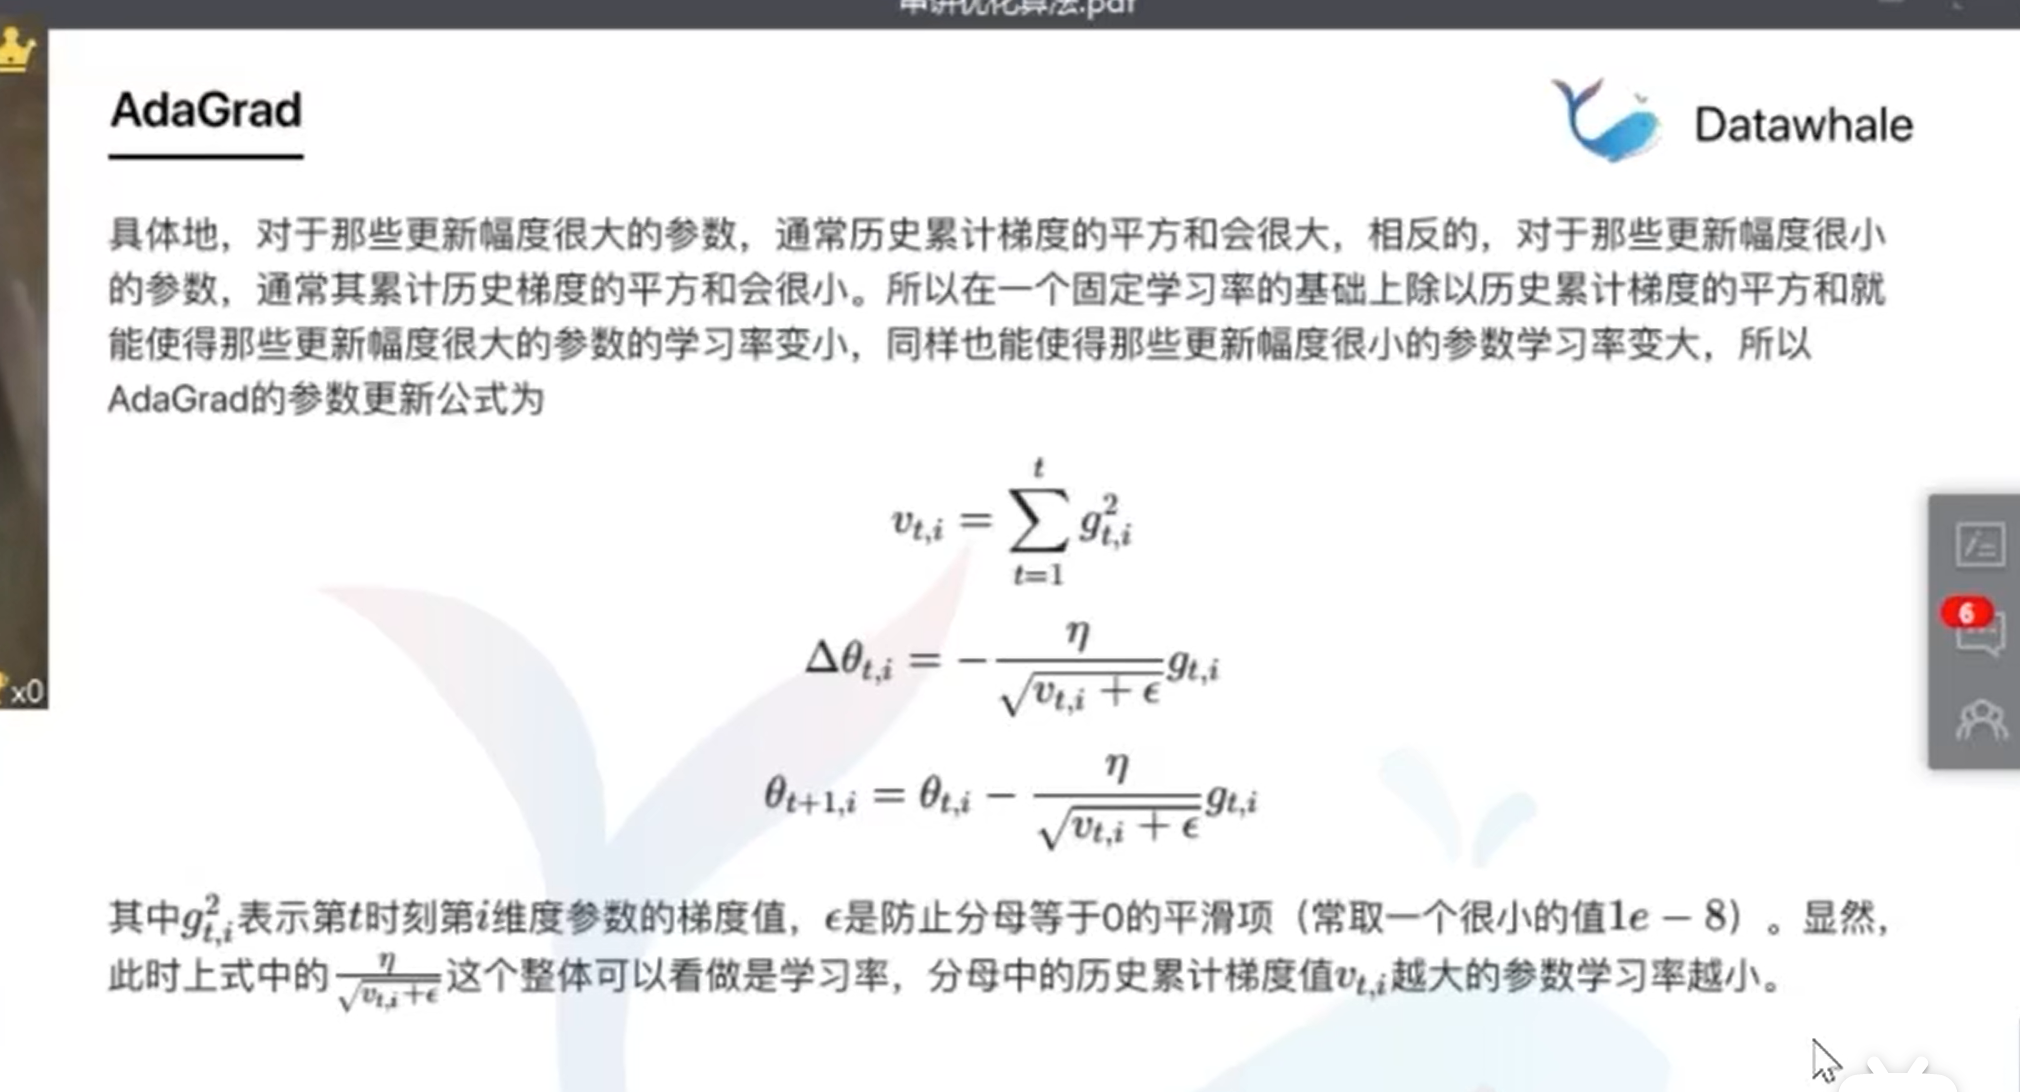 串讲优化算法.pdf
AdaGrad
Datawhale
具体地，对于那些更新幅度很大的参数，通常历史累计梯度的平方和会很大，相反的，对于那些更新幅度很小
的参数，通常其累计历史梯度的平方和会很小。所以在一个固定学习率的基础上除以历史累计梯度的平方和就
能使得那些更新幅度很大的参数的学习率变小，同样也能使得那些更新幅度很小的参数学习率变大，所以
AdaGrad的参数更新公式为
v_{t,i} = \sum_{t=1}^{t} g_{t,i}^2
6
\Delta\theta_{t,i} = -\frac{\eta}{\sqrt{v_{t,i} + \epsilon}} g_{t,i}
x0
\theta_{t+1,i} = \theta_{t,i} - \frac{\eta}{\sqrt{v_{t,i} + \epsilon}} g_{t,i}
其中g_{t,i}^2表示第t时刻第i维度参数的梯度值，ϵ是防止分母等于0的平滑项（常取一个很小的值1e − 8）。显然，
此时上式中的\frac{\eta}{\sqrt{v_{t,i}+\epsilon}}这个整体可以看做是学习率，分母中的历史累计梯度值v_{t,i}越大的参数学习率越小。